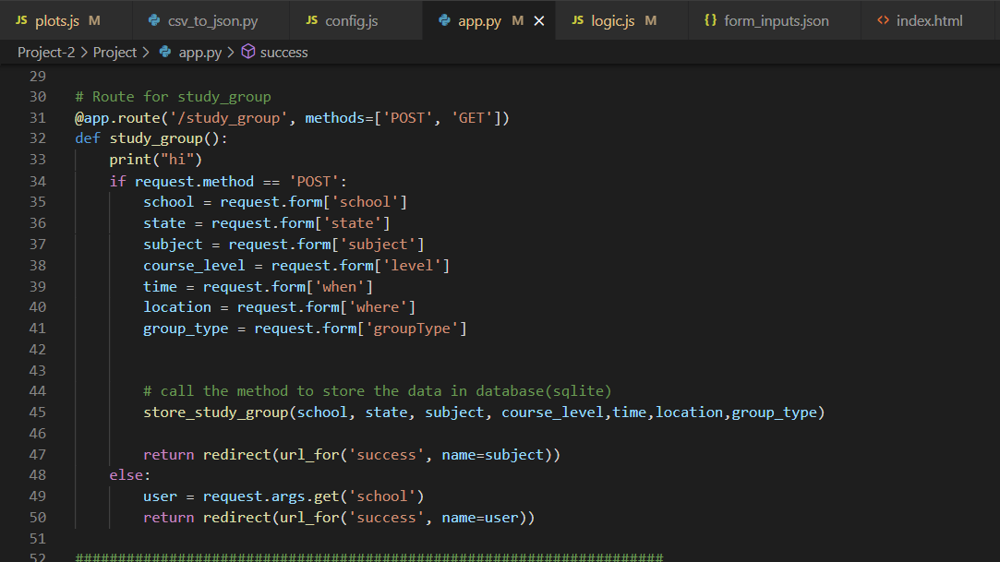 JS plots.js M csv_to_json.py JS config.js app.py M × JS logic.js M {} form_inputs.json <> index.html
Project-2 > Project > app.py > success
29
30 # Route for study_group
31 @app.route('/study_group', methods=['POST', 'GET'])
32 def study_group():
33     print("hi")
34     if request.method == 'POST':
35         school = request.form['school']
36         state = request.form['state']
37         subject = request.form['subject']
38         course_level = request.form['level']
39         time = request.form['when']
40         location = request.form['where']
41         group_type = request.form['groupType']
42
43
44         # call the method to store the data in database(sqlite)
45         store_study_group(school, state, subject, course_level,time,location,group_type)
46
47         return redirect(url_for('success', name=subject))
48     else:
49         user = request.args.get('school')
50         return redirect(url_for('success', name=user))
51
52 #####################################################################